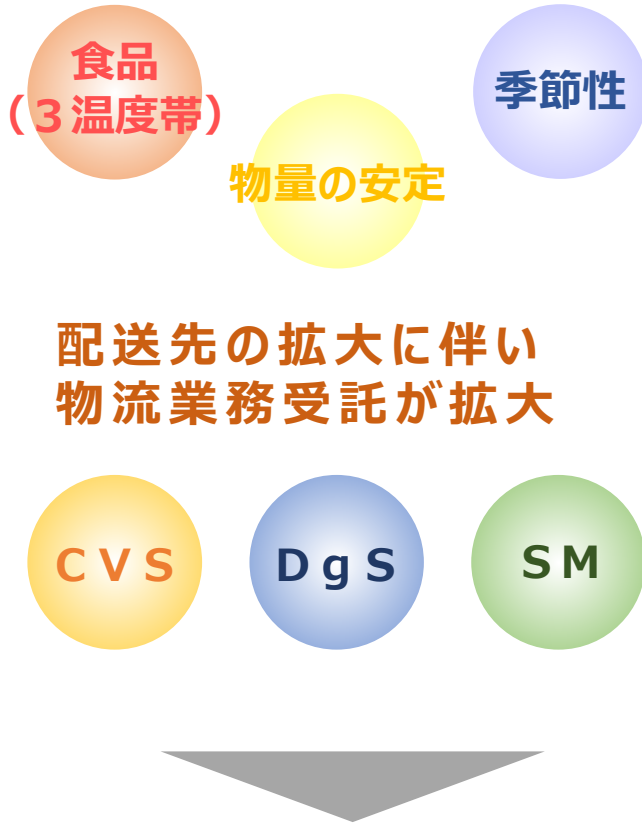 食品
（３温度帯）
季節性
物量の安定
配送先の拡大に伴い
物流業務受託が拡大
ＣＶＳ
ＤｇＳ
ＳＭ